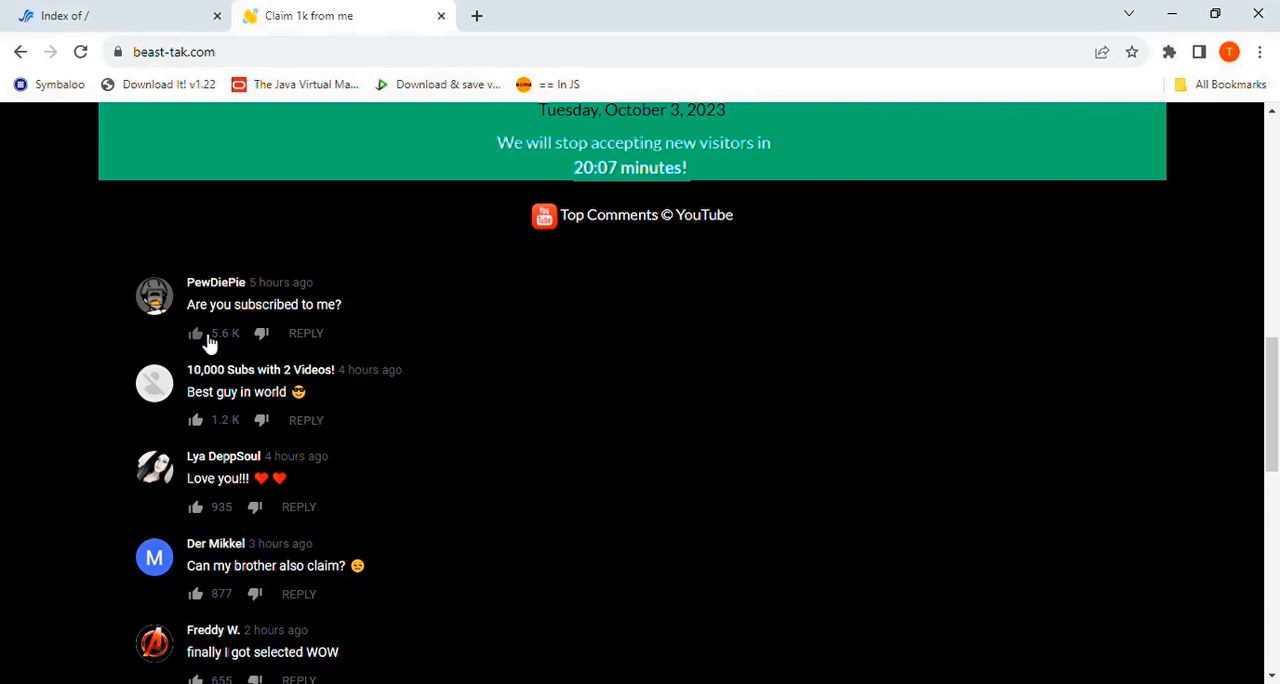 Index of /
Claim 1k from me
beast-tak.com
T
Symbaloo
Download It! v1.22
The Java Virtual Ma...
Download & save v...
== In JS
All Bookmarks
Tuesday, October 3, 2023
We will stop accepting new visitors in
20:07 minutes!
You Tube Top Comments © YouTube
PewDiePie 5 hours ago
Are you subscribed to me?
5.6 K REPLY
10,000 Subs with 2 Videos! 4 hours ago
Best guy in world 😎
1.2 K REPLY
Lya DeppSoul 4 hours ago
Love you!!! ❤️ ❤️
935 REPLY
M
Der Mikkel 3 hours ago
Can my brother also claim? 😔
877 REPLY
Freddy W. 2 hours ago
finally I got selected WOW
655 REPLY